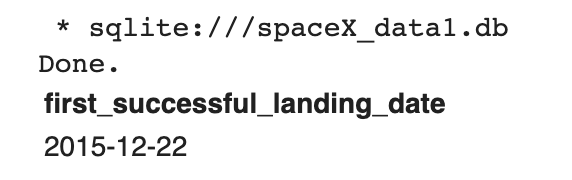 * sqlite:///spaceX_data1.db
Done.
first_successful_landing_date
2015-12-22